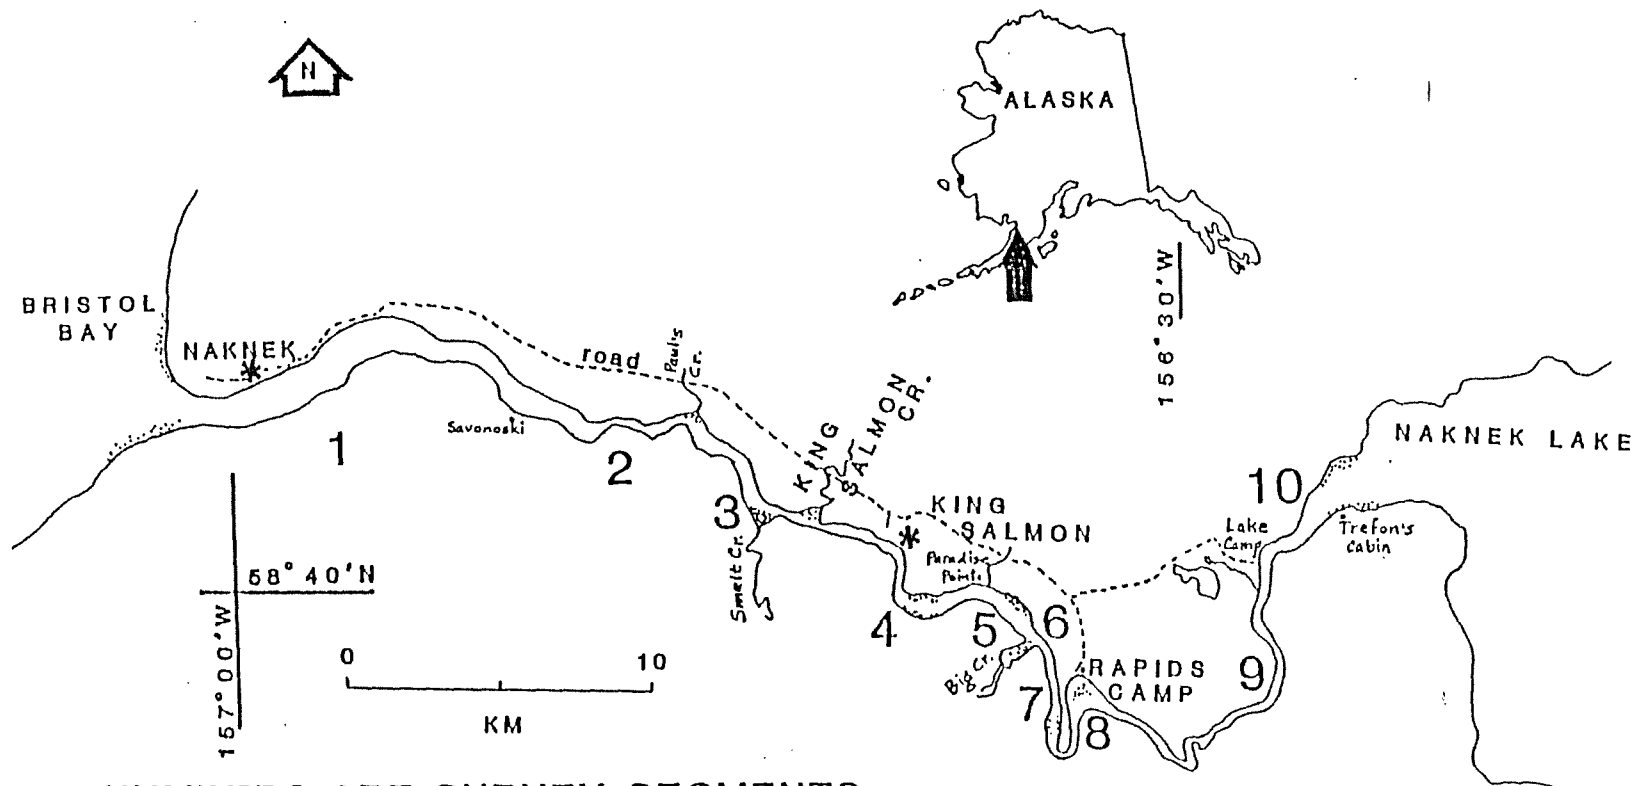 N
ALASKA
156°30'W
BRISTOL
BAY
NAKNEK
road
Paul's
Cr.
KING
SALMON
CR.
NAKNEK LAKE
Savonoski
1
2
3
10
KING
SALMON
Lake
Camp
Trefon's
Cabin
Paradise
Point
Smelt Cr.
58°40'N
157°00'W
4
5
6
Big Cr.
RAPIDS
CAMP
7
8
9
0
10
KM